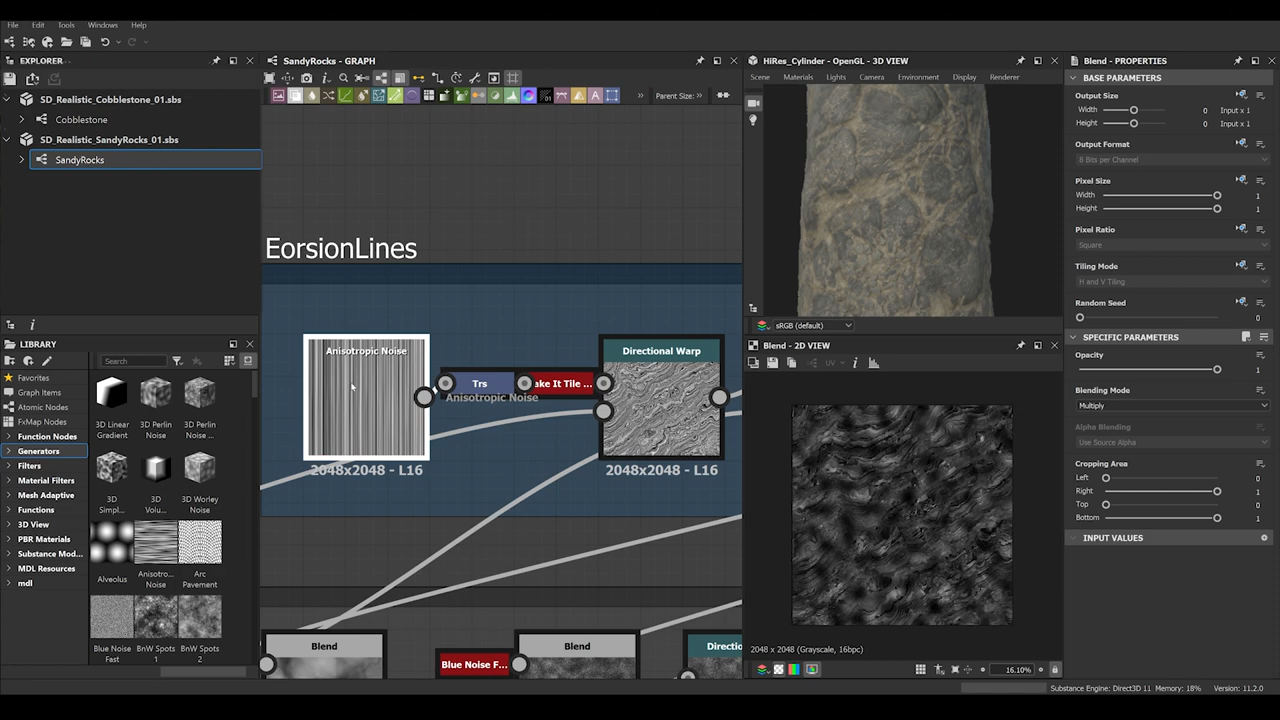 File Edit Tools Windows Help
EXPLORER
SD_Realistic_Cobblestone_01.sbs
Cobblestone
SD_Realistic_SandyRocks_01.sbs
SandyRocks
LIBRARY
Search
Favorites
Graph Items
Atomic Nodes
FxMap Nodes
Function Nodes
Generators
Filters
Material Filters
Mesh Adaptive
Functions
3D View
PBR Materials
Substance Mod...
MDL Resources
mdl
3D Linear Gradient
3D Perlin Noise
3D Perlin Noise ...
3D Simpl...
3D Volu...
3D Worley Noise
Alveolus
Anisotro... Noise
Arc Pavement
Blue Noise Fast
BnW Spots 1
BnW Spots 2
SandyRocks - GRAPH
Parent Size:
EorsionLines
Anisotropic Noise
2048x2048 - L16
Trs
ake It Tile ...
Anisotropic Noise
Directional Warp
2048x2048 - L16
Blend
Blue Noise F...
Blend
Directio
HiRes_Cylinder - OpenGL - 3D VIEW
Scene Materials Lights Camera Environment Display Renderer
sRGB (default)
Blend - 2D VIEW
UV
2048 x 2048 (Grayscale, 16bpc)
16.10%
Blend - PROPERTIES
BASE PARAMETERS
Output Size
Width 0 Input x 1
Height 0 Input x 1
Output Format
8 Bits per Channel
Pixel Size
Width 1
Height 1
Pixel Ratio
Square
Tiling Mode
H and V Tiling
Random Seed
0
SPECIFIC PARAMETERS
Opacity
1
Blending Mode
Multiply
Alpha Blending
Use Source Alpha
Cropping Area
Left 0
Right 1
Top 0
Bottom 1
INPUT VALUES
Substance Engine: Direct3D 11 Memory: 18% Version: 11.2.0